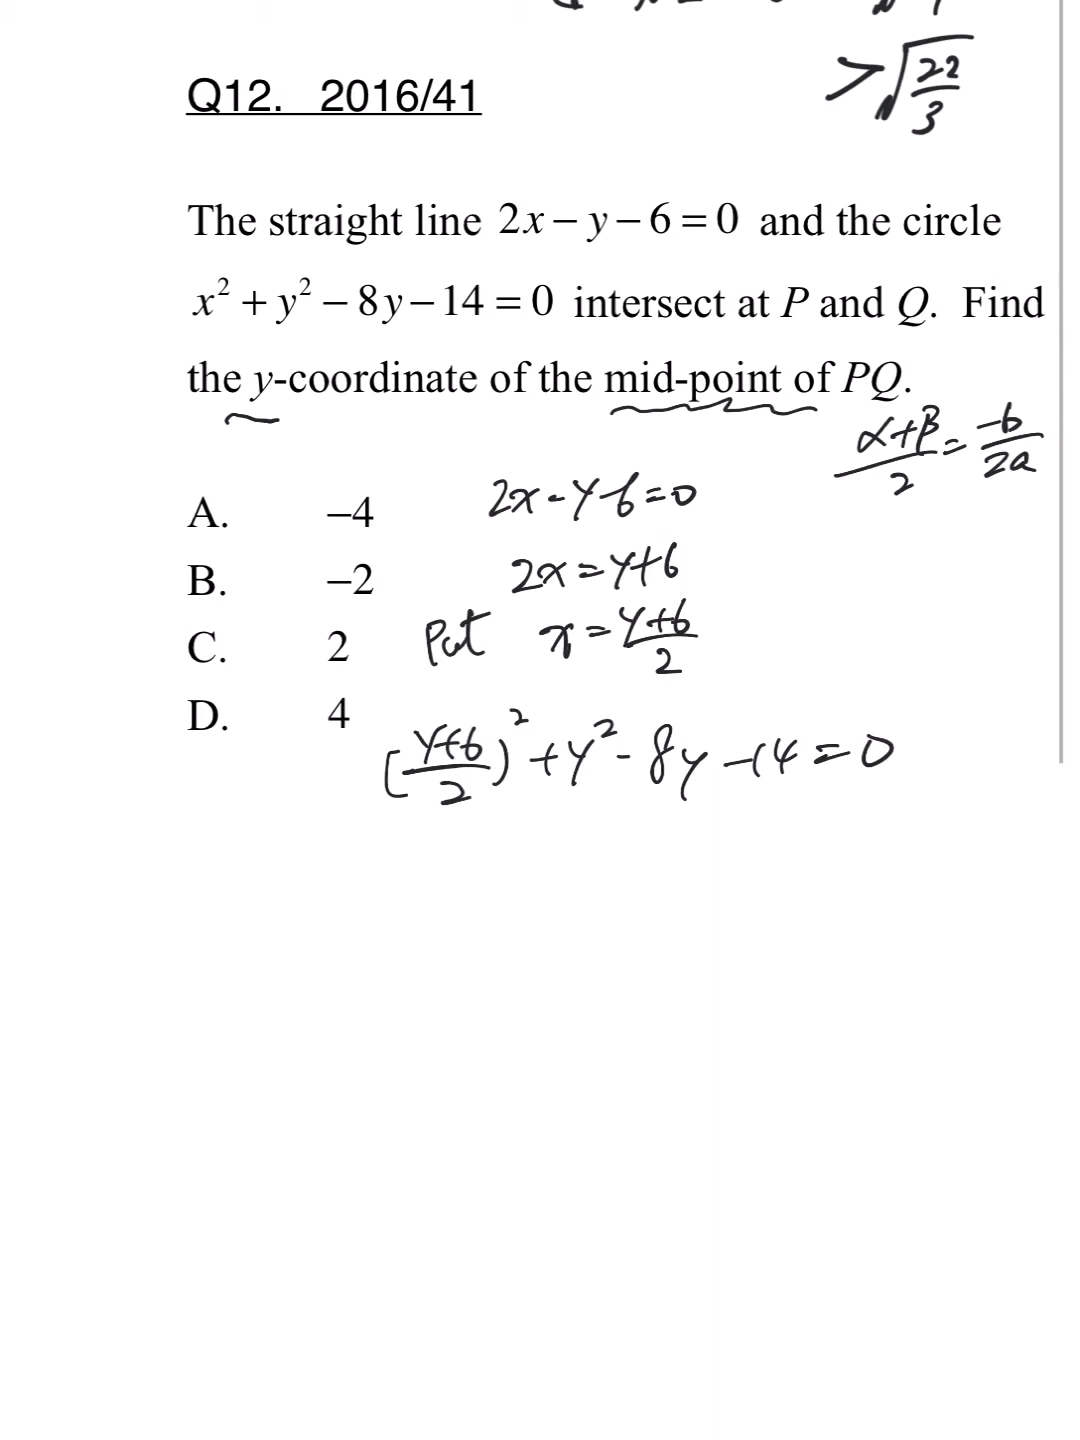 > √(22/3)
Q12. 2016/41
The straight line 2x − y − 6 = 0 and the circle
x² + y² − 8y − 14 = 0 intersect at P and Q. Find
the y-coordinate of the mid-point of PQ.
(α+β)/2 = −b/2a
A. −4
2x-y-6=0
B. −2
2x=y+6
C. 2
Put x = (y+6)/2
D. 4
((y+6)/2)² + y² - 8y - 14 = 0